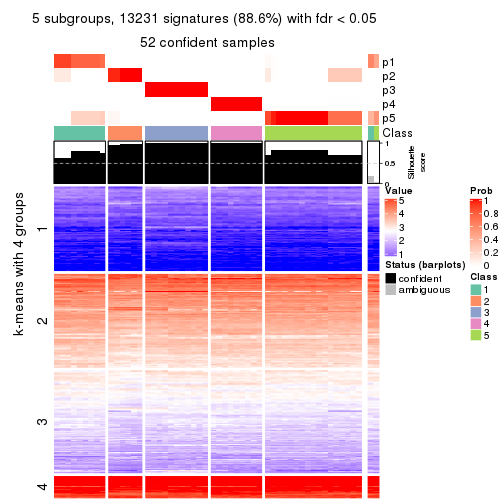 5 subgroups, 13231 signatures (88.6%) with fdr < 0.05
52 confident samples
p1
p2
p3
p4
p5
Class
1
0.5
0
Silhouette
score
k-means with 4 groups
1
2
3
4
Value
5
4
3
2
1
Status (barplots)
confident
ambiguous
Prob
1
0.8
0.6
0.4
0.2
0
Class
1
2
3
4
5